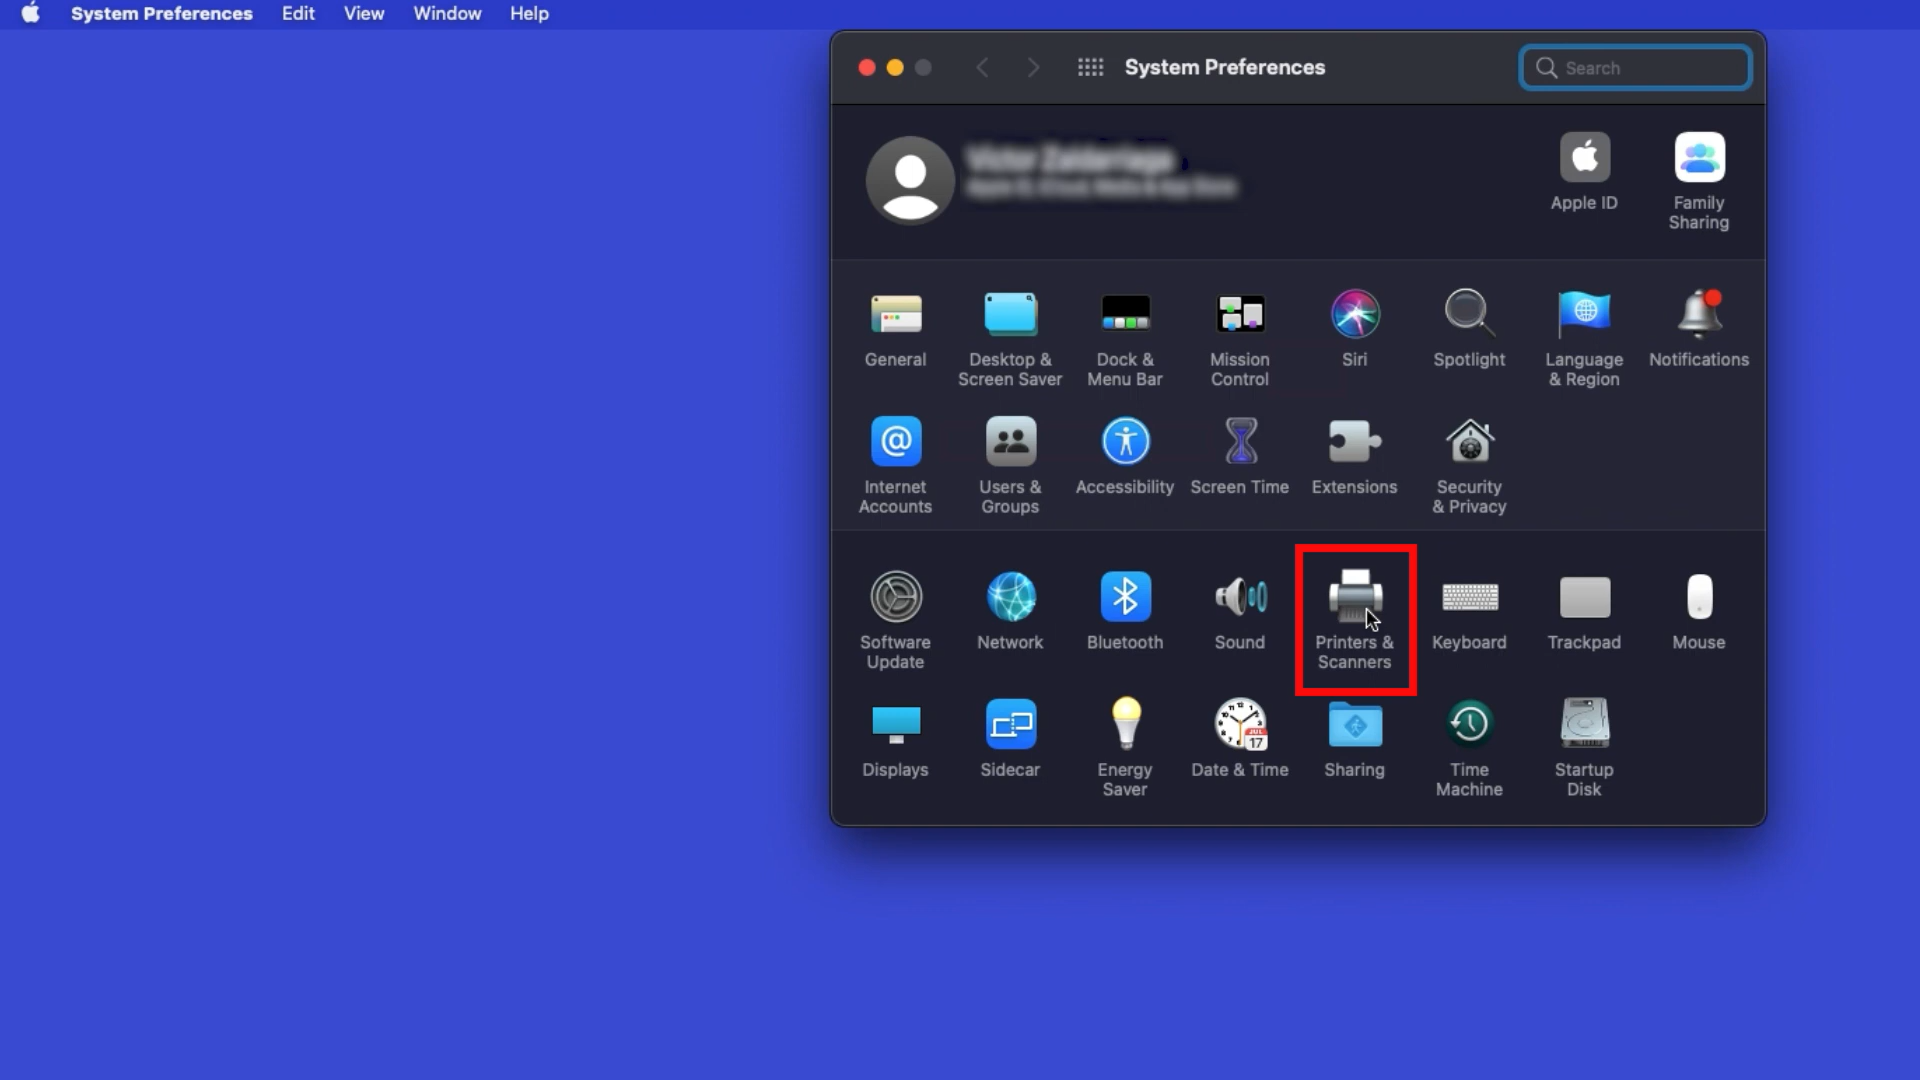 System Preferences Edit View Window Help
System Preferences
Search
Apple ID
Family
Sharing
General
Desktop &
Screen Saver
Dock &
Menu Bar
Mission
Control
Siri
Spotlight
Language
& Region
Notifications
Internet
Accounts
Users &
Groups
Accessibility
Screen Time
Extensions
Security
& Privacy
Software
Update
Network
Bluetooth
Sound
Printers &
Scanners
Keyboard
Trackpad
Mouse
Displays
Sidecar
Energy
Saver
JUL
17
Date & Time
Sharing
Time
Machine
Startup
Disk